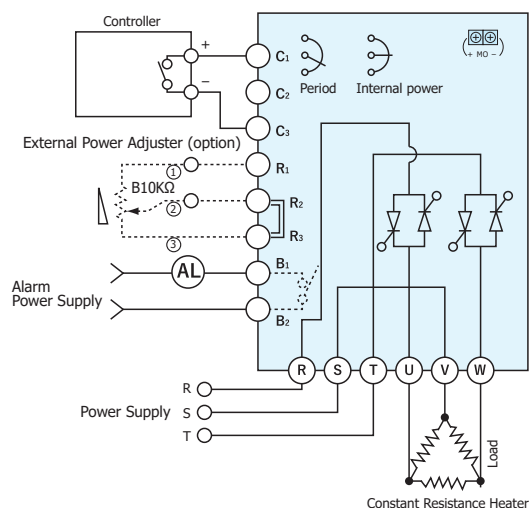 Controller
+
−
C1
C2
C3
Period
Internal power
(+ MO −)
External Power Adjuster (option)
①
B10KΩ
②
③
R1
R2
R3
AL
Alarm
Power Supply
B1
B2
R S T U V W
R
Power Supply S
T
Load
Constant Resistance Heater